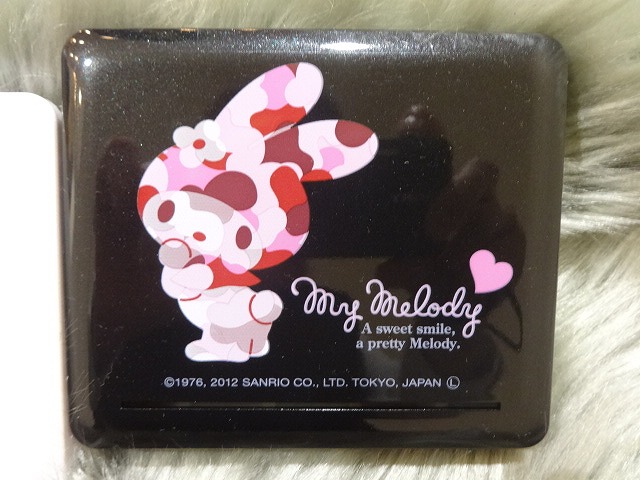 My Melody
A sweet smile,
a pretty Melody.
©1976, 2012 SANRIO CO., LTD. TOKYO, JAPAN Ⓛ